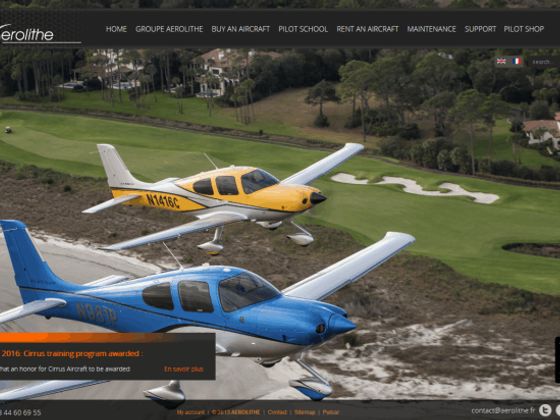 erolithe
HOME GROUPE AEROLITHE BUY AN AIRCRAFT PILOT SCHOOL RENT AN AIRCRAFT MAINTENANCE SUPPORT PILOT SHOP
search...
N1416C
2016: Cirrus training program awarded :
hat an honor for Cirrus Aircraft to be awarded
En savoir plus
44 60 69 55
My account | © 2013 AEROLITHE | Contact | Sitemap | Pulsar
contact@aerolithe.fr